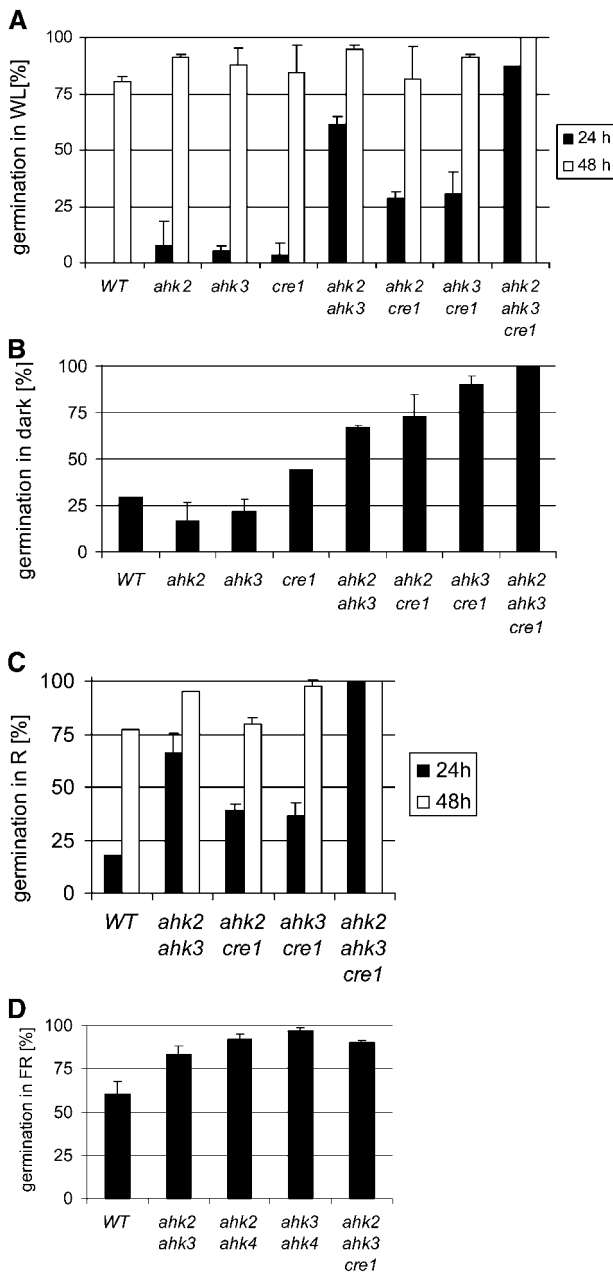 A
germination in WL[%]
100
75
50
25
0
24 h
48 h
WT ahk2 ahk3 cre1 ahk2 ahk2 ahk3 ahk2
ahk3 cre1 cre1 ahk3
cre1
B
germination in dark [%]
100
75
50
25
0
WT ahk2 ahk3 cre1 ahk2 ahk2 ahk3 ahk2
ahk3 cre1 cre1 ahk3
cre1
C
germination in R [%]
100
75
50
25
0
24h
48h
WT ahk2 ahk2 ahk3 ahk2
ahk3 cre1 cre1 ahk3
cre1
D
germination in FR [%]
100
75
50
25
0
WT ahk2 ahk2 ahk3 ahk2
ahk3 ahk4 ahk4 ahk3
cre1